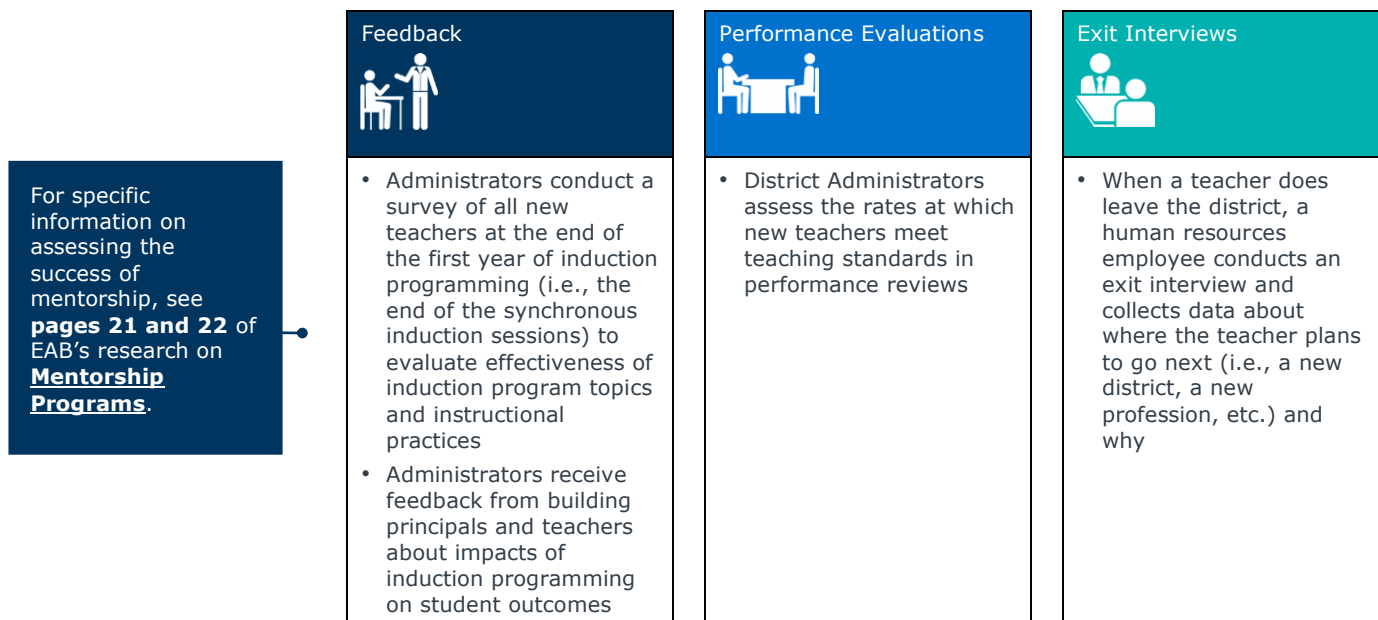 For specific
information on
assessing the
success of
mentorship, see
pages 21 and 22 of
EAB’s research on
Mentorship
Programs.
Feedback
• Administrators conduct a
survey of all new
teachers at the end of
the first year of induction
programming (i.e., the
end of the synchronous
induction sessions) to
evaluate effectiveness of
induction program topics
and instructional
practices
• Administrators receive
feedback from building
principals and teachers
about impacts of
induction programming
on student outcomes
Performance Evaluations
• District Administrators
assess the rates at which
new teachers meet
teaching standards in
performance reviews
Exit Interviews
• When a teacher does
leave the district, a
human resources
employee conducts an
exit interview and
collects data about
where the teacher plans
to go next (i.e., a new
district, a new
profession, etc.) and
why